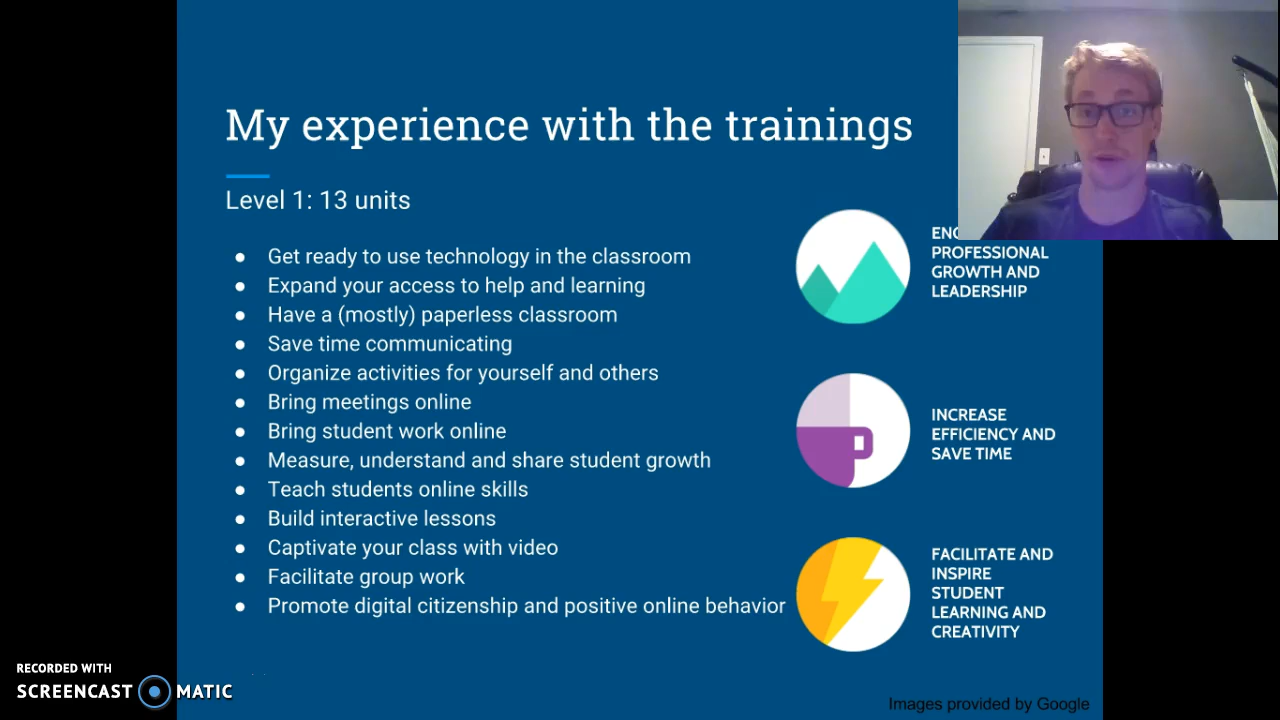 My experience with the trainings
Level 1: 13 units
● Get ready to use technology in the classroom
● Expand your access to help and learning
● Have a (mostly) paperless classroom
● Save time communicating
● Organize activities for yourself and others
● Bring meetings online
● Bring student work online
● Measure, understand and share student growth
● Teach students online skills
● Build interactive lessons
● Captivate your class with video
● Facilitate group work
● Promote digital citizenship and positive online behavior
PROFESSIONAL
GROWTH AND
LEADERSHIP
INCREASE
EFFICIENCY AND
SAVE TIME
FACILITATE AND
INSPIRE
STUDENT
LEARNING AND
CREATIVITY
RECORDED WITH
SCREENCAST MATIC
Images provided by Google